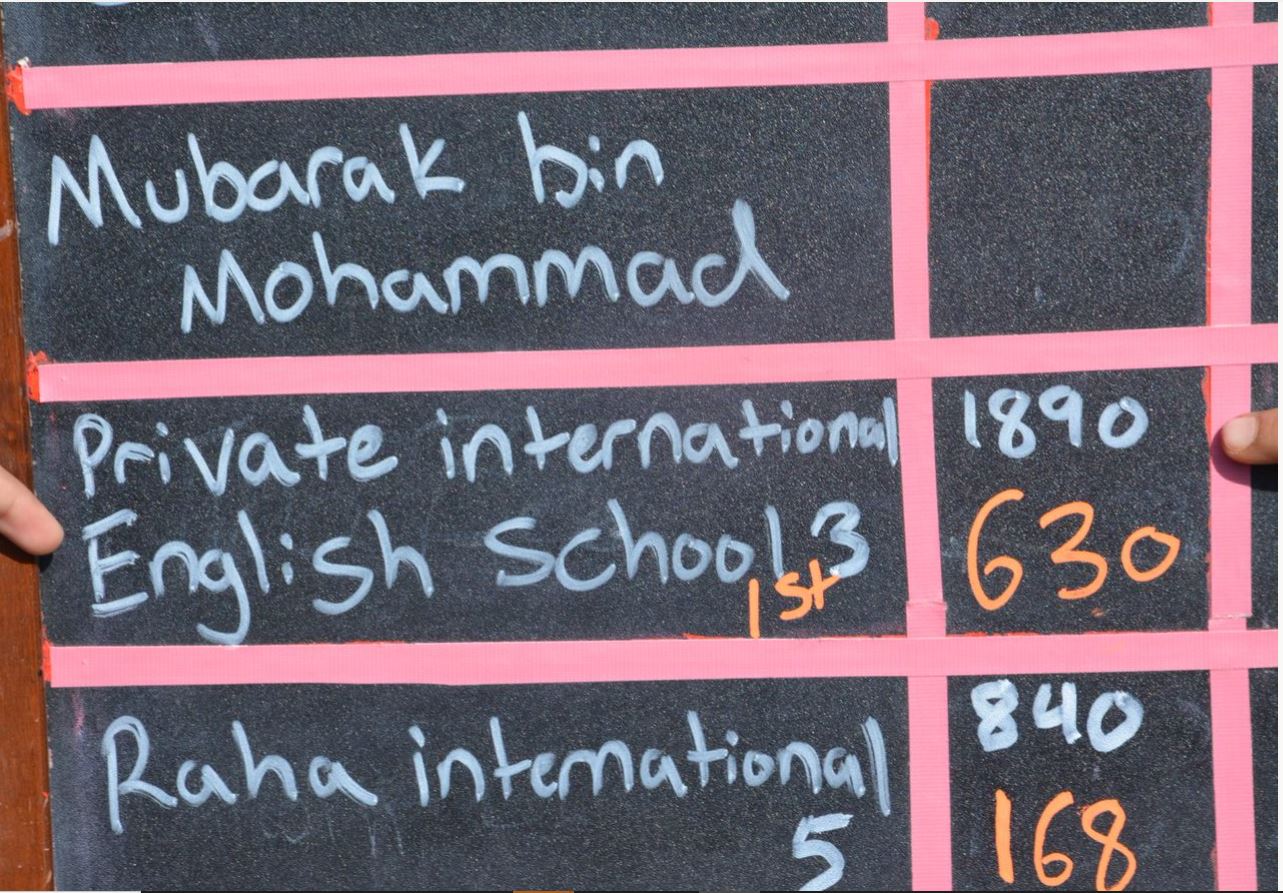 Mubarak bin
Mohammad
Private international
1890
English School 3
1st
630
Raha international
840
5
168